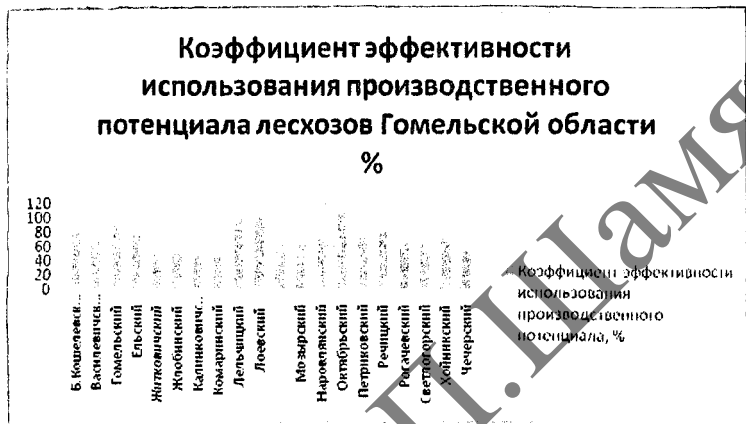 Коэффициент эффективности
использования производственного
потенциала лесхозов Гомельской области
%
120
100
80
60
40
20
0
Б.Кошелевск...
Василевичск...
Гомельский
Ельский
Житковичский
Жлобинский
Калинкович...
Комаринский
Лельчицкий
Лоевский
Мозырский
Наровлянский
Октябрьский
Петриковский
Речицкий
Рогачевский
Светлогорский
Хойникский
Чечерский
Коэффициент эффективности
использования
производственного
потенциала, %
П.Шамя